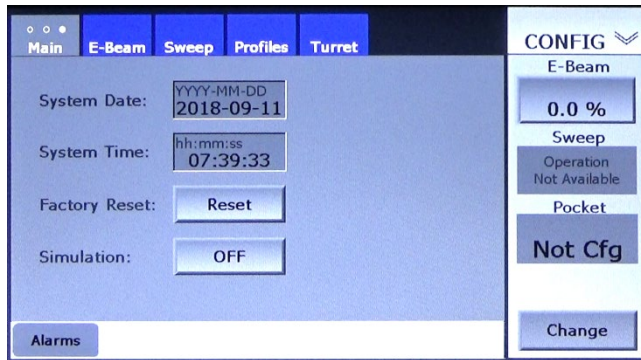 Main E-Beam Sweep Profiles Turret
System Date: YYYY-MM-DD
2018-09-11
System Time: hh:mm:ss
07:39:33
Factory Reset: Reset
Simulation: OFF
Alarms
CONFIG
E-Beam
0.0 %
Sweep
Operation
Not Available
Pocket
Not Cfg
Change